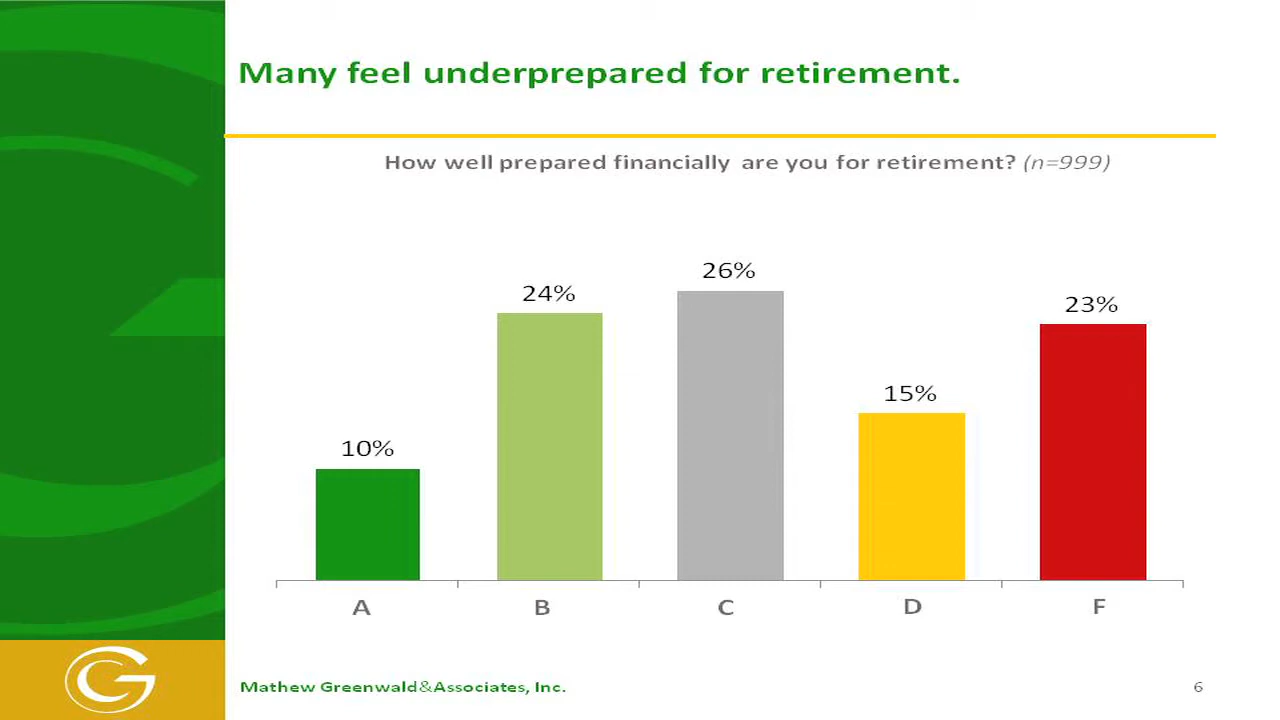 Many feel underprepared for retirement.
How well prepared financially are you for retirement? (n=999)
26%
24%
23%
15%
10%
A B C D F
Mathew Greenwald&Associates, Inc.
6